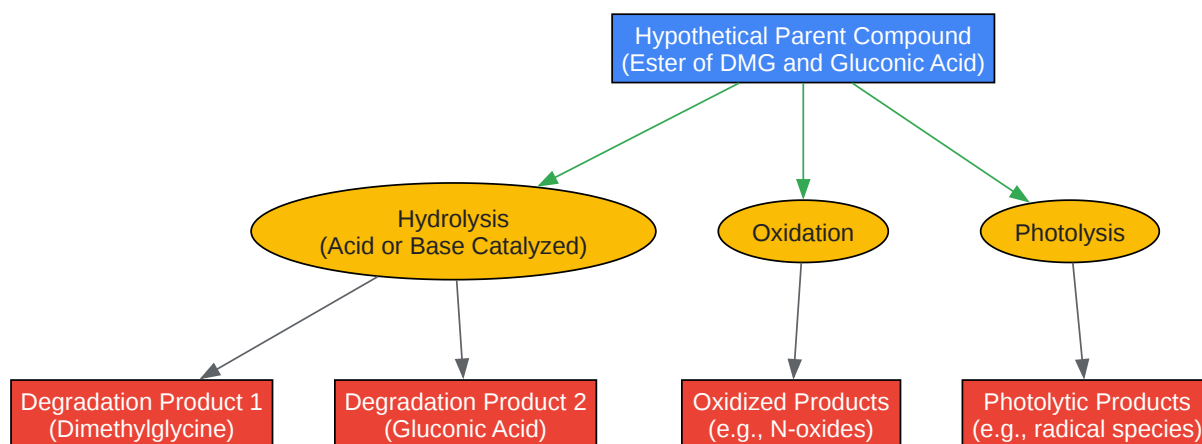 Hypothetical Parent Compound
(Ester of DMG and Gluconic Acid)
Hydrolysis
(Acid or Base Catalyzed)
Oxidation
Photolysis
Degradation Product 1
(Dimethylglycine)
Degradation Product 2
(Gluconic Acid)
Oxidized Products
(e.g., N-oxides)
Photolytic Products
(e.g., radical species)